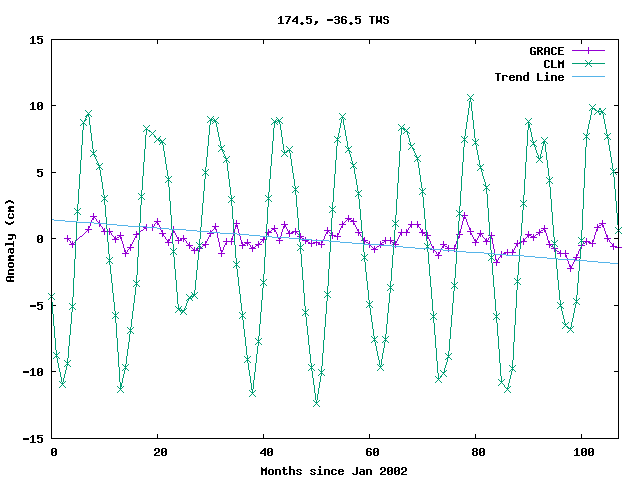 174.5, -36.5 TWS
GRACE
CLM
Trend Line
15
10
5
0
-5
-10
-15
Anomaly (cm)
0 20 40 60 80 100
Months since Jan 2002